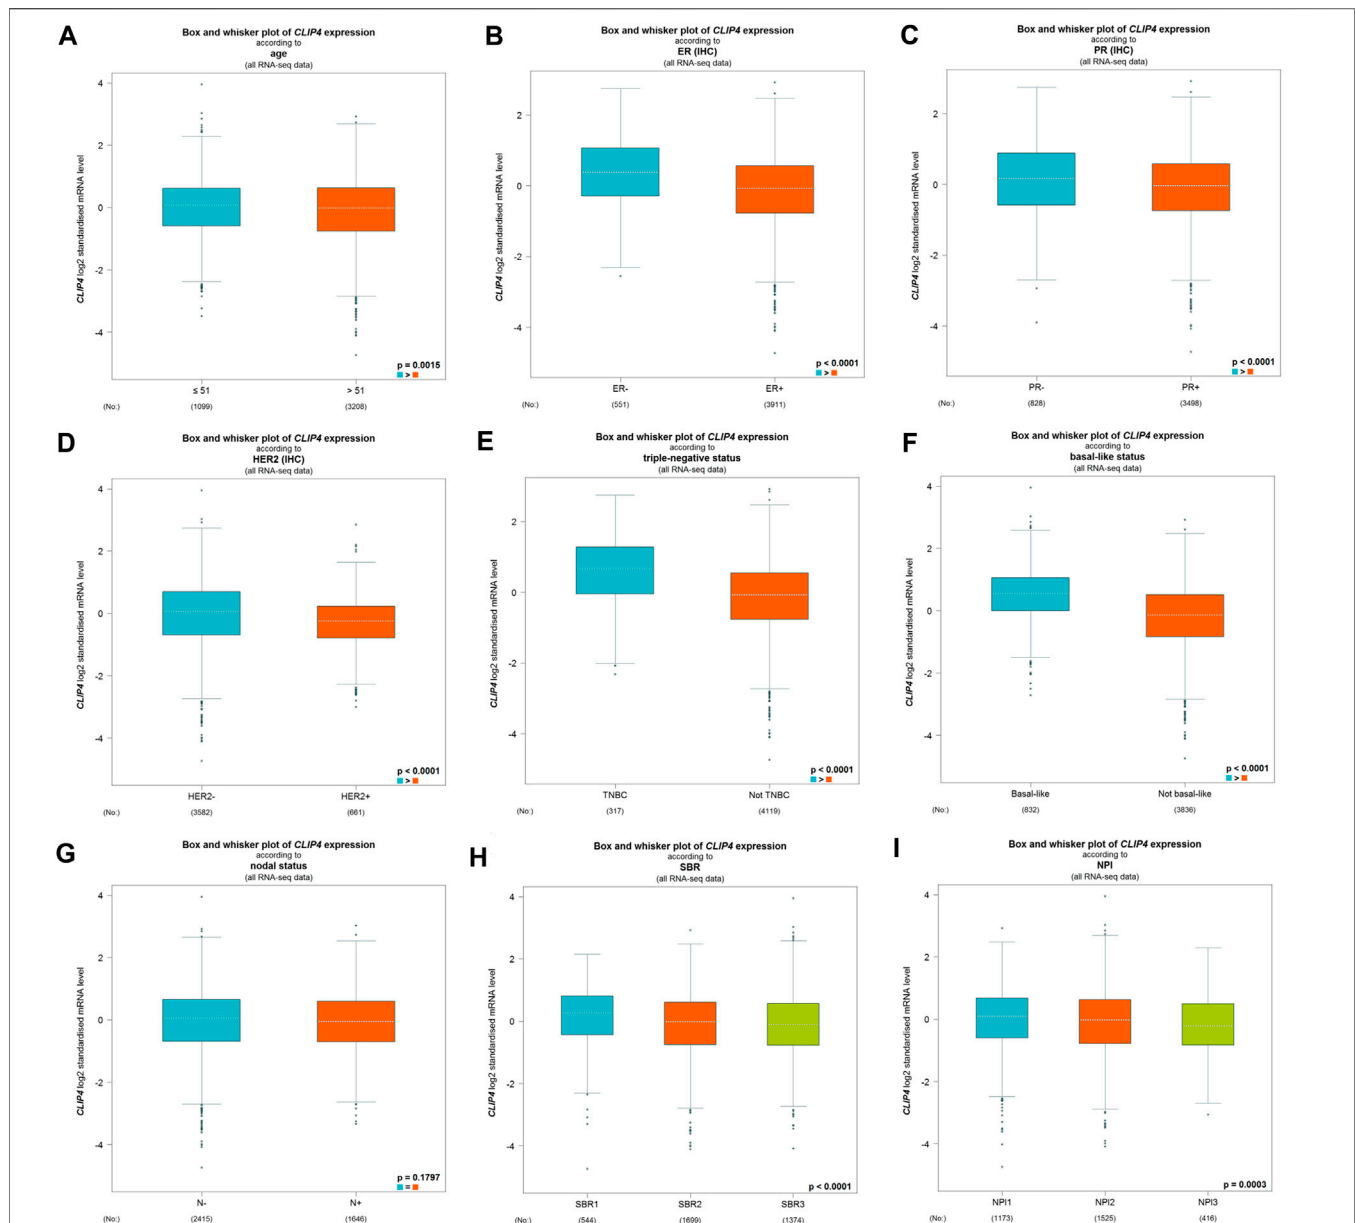 A
Box and whisker plot of CLIP4 expression
according to
age
(all RNA-seq data)
CLIP4 log2 standardised mRNA level
4
2
0
-2
-4
p = 0.0015
>
≤ 51
> 51
(No:)
(1099)
(3208)
B
Box and whisker plot of CLIP4 expression
according to
ER (IHC)
(all RNA-seq data)
CLIP4 log2 standardised mRNA level
2
0
-2
-4
p < 0.0001
>
ER-
ER+
(No:)
(551)
(3911)
C
Box and whisker plot of CLIP4 expression
according to
PR (IHC)
(all RNA-seq data)
CLIP4 log2 standardised mRNA level
2
0
-2
-4
p < 0.0001
>
PR-
PR+
(No:)
(828)
(3498)
D
Box and whisker plot of CLIP4 expression
according to
HER2 (IHC)
(all RNA-seq data)
CLIP4 log2 standardised mRNA level
4
2
0
-2
-4
p < 0.0001
>
HER2-
HER2+
(No:)
(3582)
(661)
E
Box and whisker plot of CLIP4 expression
according to
triple-negative status
(all RNA-seq data)
CLIP4 log2 standardised mRNA level
2
0
-2
-4
p < 0.0001
>
TNBC
Not TNBC
(No:)
(317)
(4119)
F
Box and whisker plot of CLIP4 expression
according to
basal-like status
(all RNA-seq data)
CLIP4 log2 standardised mRNA level
4
2
0
-2
-4
p < 0.0001
>
Basal-like
Not basal-like
(No:)
(832)
(3836)
G
Box and whisker plot of CLIP4 expression
according to
nodal status
(all RNA-seq data)
CLIP4 log2 standardised mRNA level
4
2
0
-2
-4
p = 0.1797
=
N-
N+
(No:)
(2415)
(1646)
H
Box and whisker plot of CLIP4 expression
according to
SBR
(all RNA-seq data)
CLIP4 log2 standardised mRNA level
4
2
0
-2
-4
p < 0.0001
SBR1
SBR2
SBR3
(No:)
(544)
(1699)
(1374)
I
Box and whisker plot of CLIP4 expression
according to
NPI
(all RNA-seq data)
CLIP4 log2 standardised mRNA level
4
2
0
-2
-4
p = 0.0003
NPI1
NPI2
NPI3
(No:)
(1173)
(1525)
(416)